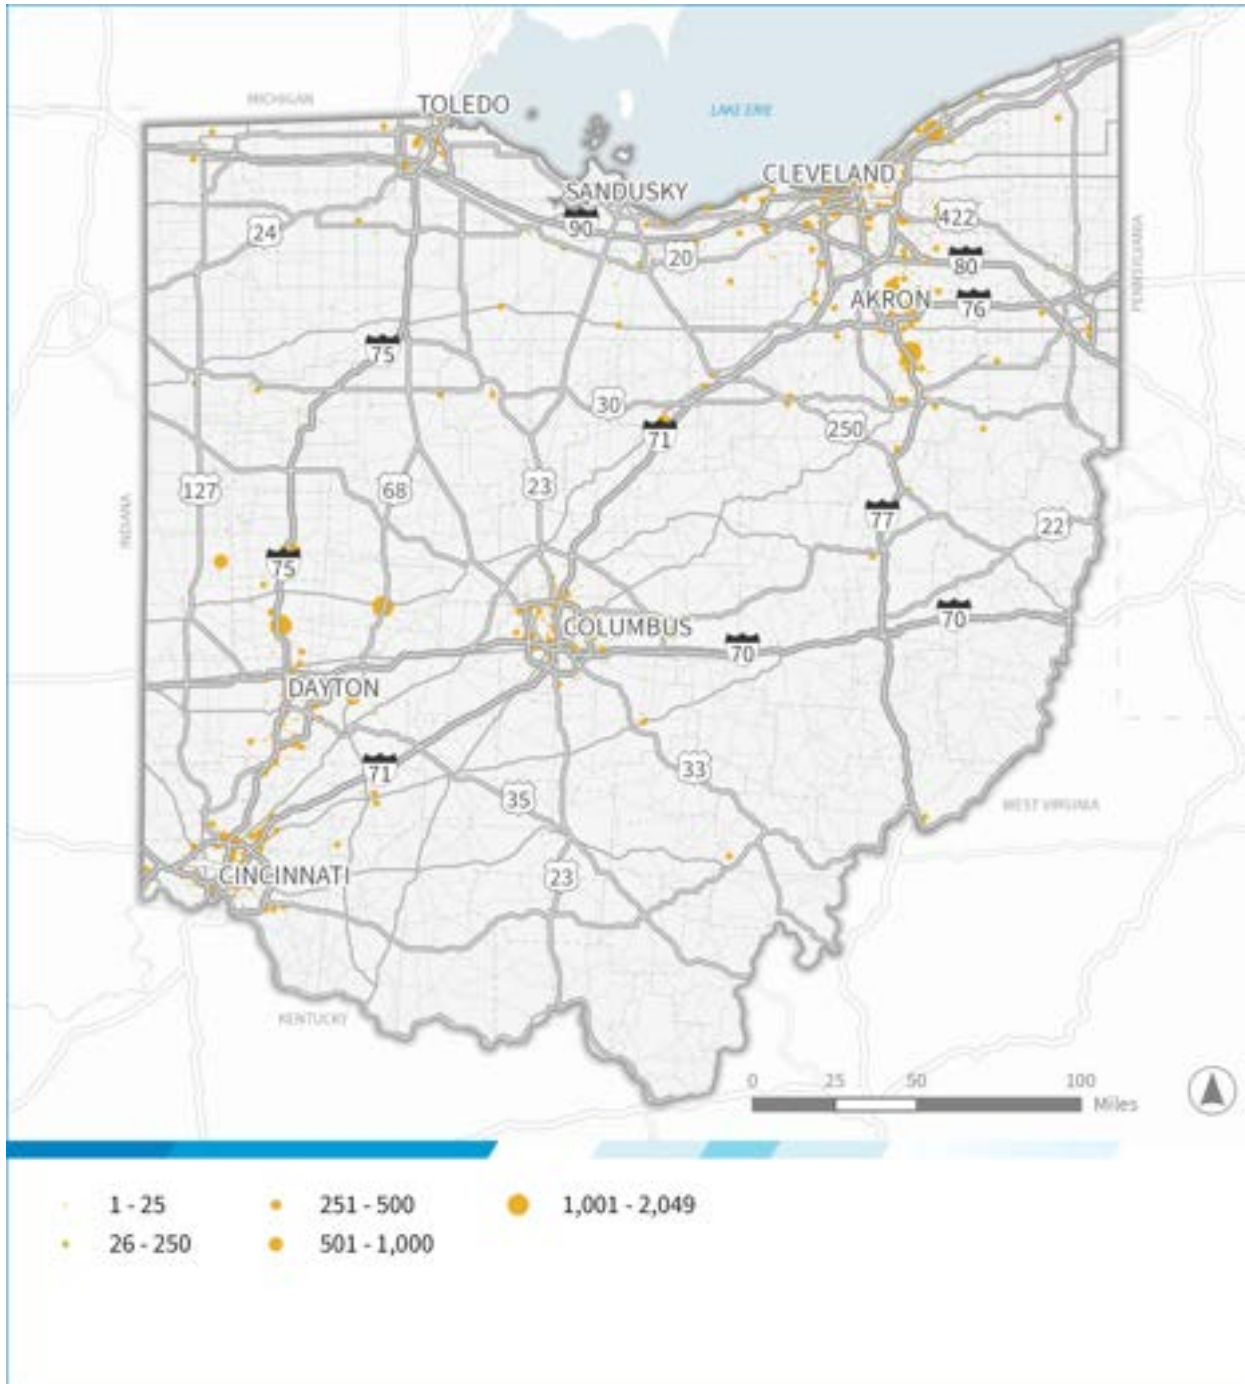 MICHIGAN
TOLEDO
LAKE ERIE
CLEVELAND
SANDUSKY
90
422
24
20
80
PENNSYLVANIA
AKRON
76
75
30
71
250
127
68
23
INDIANA
77
22
75
COLUMBUS
70
70
DAYTON
71
33
35
WEST VIRGINIA
CINCINNATI
23
KENTUCKY
0 25 50 100
Miles
1 - 25 251 - 500 1,001 - 2,049
26 - 250 501 - 1,000